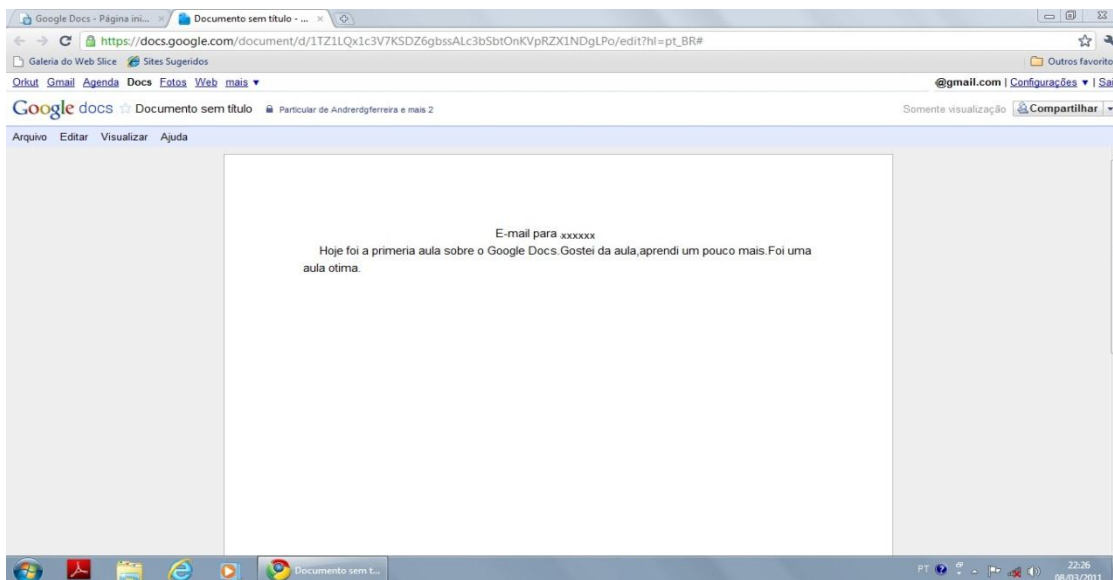 Google Docs - Página ini...
Documento sem título - ...
https://docs.google.com/document/d/1TZ1LQx1c3V7KSDZ6gbssALc3bSbtOnKVpRZX1NDgLPo/edit?hl=pt_BR#
Galeria do Web Slice Sites Sugeridos Outros favorito
Orkut Gmail Agenda Docs Fotos Web mais @gmail.com | Configurações | Sai
Google docs Documento sem título Particular de Andrerdgferreira e mais 2 Somente visualização Compartilhar
Arquivo Editar Visualizar Ajuda
E-mail para xxxxxx
Hoje foi a primeria aula sobre o Google Docs.Gostei da aula,aprendi um pouco mais.Foi uma
aula otima.
Documento sem t... PT 22:26
08/03/2011